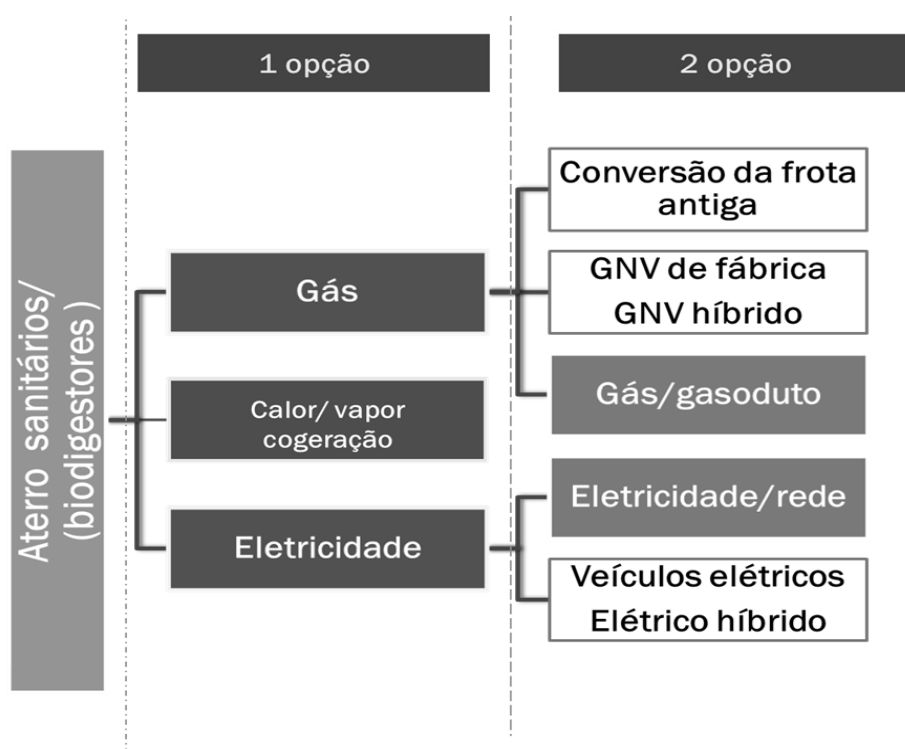 1 opção
2 opção
Aterro sanitários/
(biodigestores )
Gás
Calor/ vapor
cogeração
Eletricidade
Conversão da frota
antiga
GNV de fábrica
GNV híbrido
Gás/gasoduto
Eletricidade/rede
Veículos elétricos
Elétrico híbrido